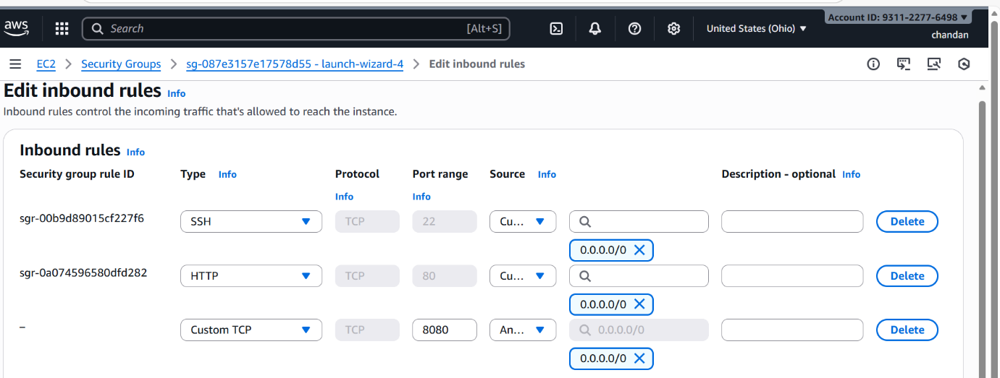 aws Search [Alt+S] United States (Ohio) Account ID: 9311-2277-6498
chandan
EC2 Security Groups sg-087e3157e17578d55 - launch-wizard-4 Edit inbound rules
Edit inbound rules Info
Inbound rules control the incoming traffic that's allowed to reach the instance.
Inbound rules Info
Security group rule ID Type Info Protocol Port range Source Info Description - optional Info
Info Info
sgr-00b9d89015cf227f6 SSH TCP 22 Cu... Delete
0.0.0.0/0
sgr-0a074596580dfd282 HTTP TCP 80 Cu... Delete
0.0.0.0/0
– Custom TCP TCP 8080 An... 0.0.0.0/0 Delete
0.0.0.0/0